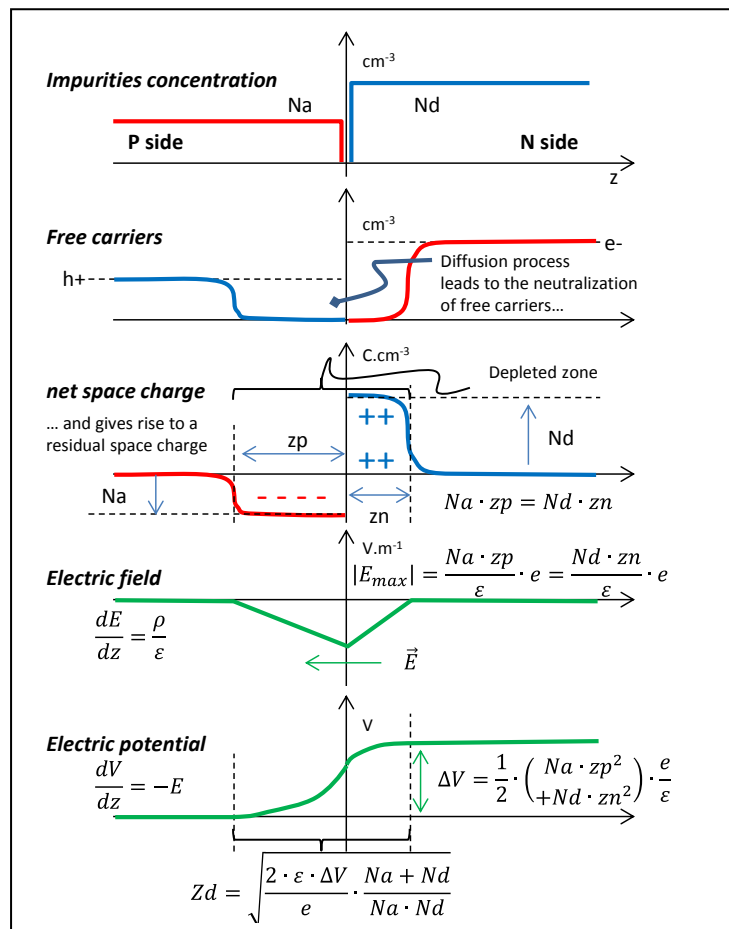 cm-3
Impurities concentration
Na
Nd
P side
N side
z
cm-3
Free carriers
e-
h+
Diffusion process
leads to the neutralization
of free carriers…
C.cm-3
net space charge
Depleted zone
… and gives rise to a
residual space charge
++
zp
Nd
++
Na
- - - -
zn
Na · zp = Nd · zn
V.m-1
|Emax| = Na · zp / ε · e = Nd · zn / ε · e
Electric field
dE/dz = ρ/ε
E⃗
V
Electric potential
dV/dz = −E
ΔV = 1/2 · (Na · zp² +Nd · zn²) · e/ε
Zd = √(2 · ε · ΔV / e · Na + Nd / Na · Nd)